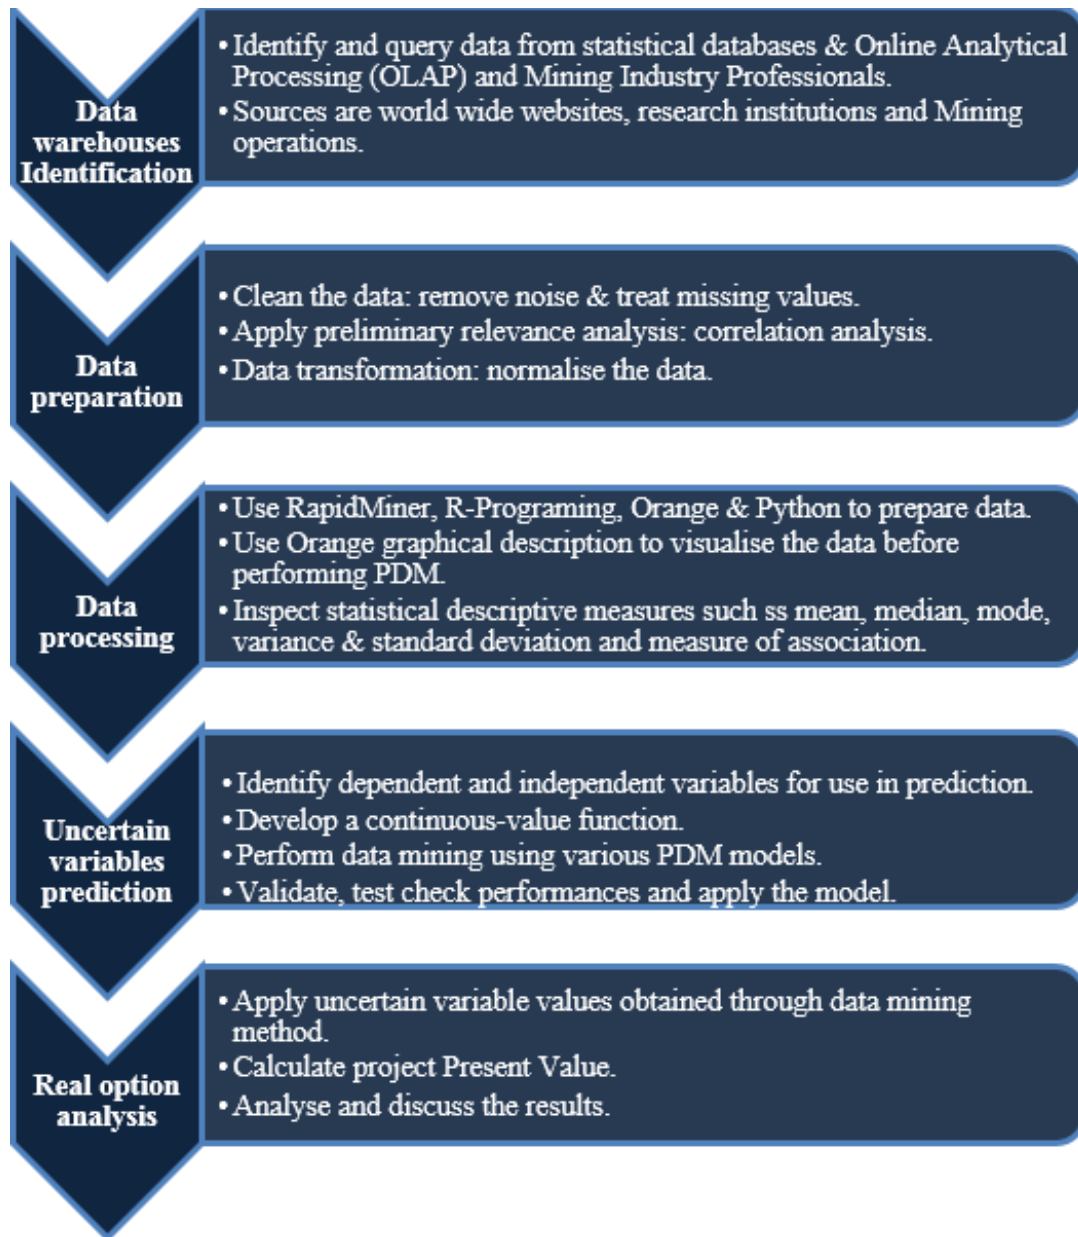 Data
warehouses
Identification
• Identify and query data from statistical databases & Online Analytical
Processing (OLAP) and Mining Industry Professionals.
• Sources are world wide websites, research institutions and Mining
operations.
Data
preparation
• Clean the data: remove noise & treat missing values.
• Apply preliminary relevance analysis: correlation analysis.
• Data transformation: normalise the data.
Data
processing
• Use RapidMiner, R-Programing, Orange & Python to prepare data.
• Use Orange graphical description to visualise the data before
performing PDM.
• Inspect statistical descriptive measures such ss mean, median, mode,
variance & standard deviation and measure of association.
Uncertain
variables
prediction
• Identify dependent and independent variables for use in prediction.
• Develop a continuous-value function.
• Perform data mining using various PDM models.
• Validate, test check performances and apply the model.
Real option
analysis
• Apply uncertain variable values obtained through data mining
method.
• Calculate project Present Value.
• Analyse and discuss the results.